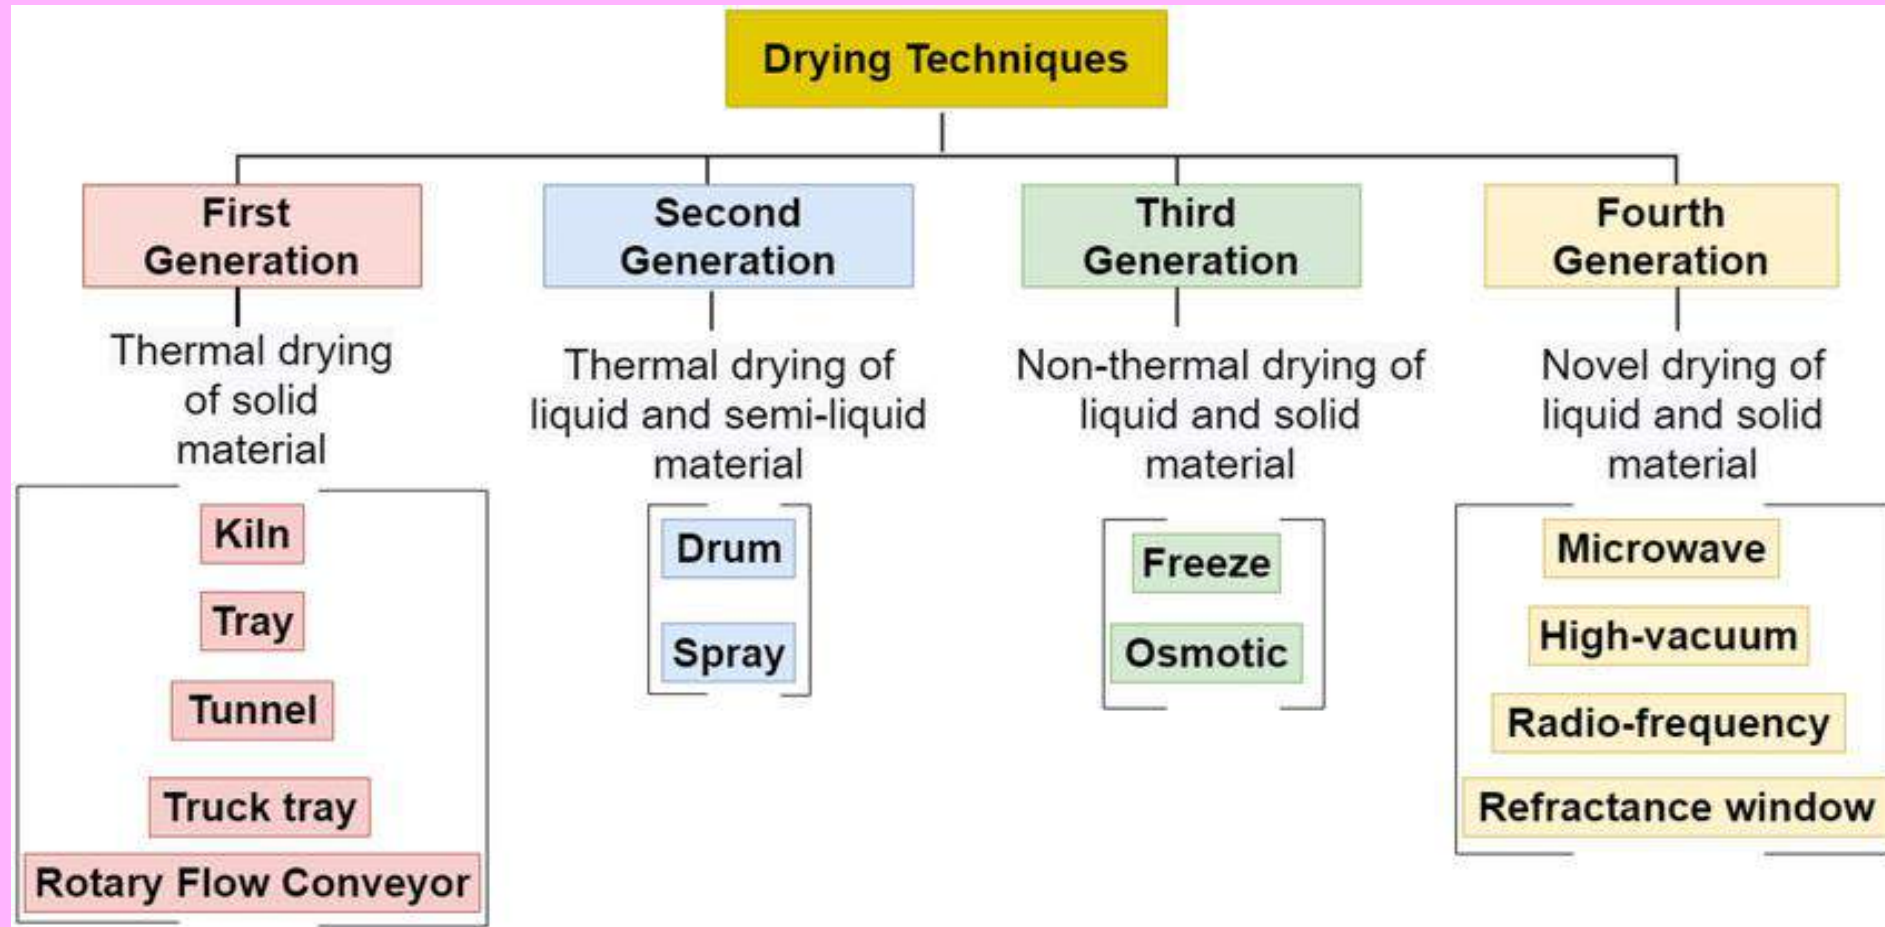 Drying Techniques
First
Generation
Second
Generation
Third
Generation
Fourth
Generation
Thermal drying
of solid
material
Thermal drying of
liquid and semi-liquid
material
Non-thermal drying of
liquid and solid
material
Novel drying of
liquid and solid
material
Kiln
Tray
Tunnel
Truck tray
Rotary Flow Conveyor
Drum
Spray
Freeze
Osmotic
Microwave
High-vacuum
Radio-frequency
Refractance window